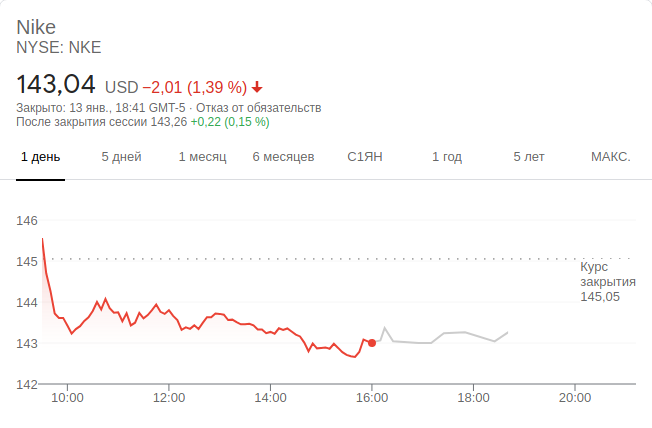 Nike
NYSE: NKE
143,04 USD −2,01 (1,39 %)
Закрыто: 13 янв., 18:41 GMT-5 · Отказ от обязательств
После закрытия сессии 143,26 +0,22 (0,15 %)
1 день 5 дней 1 месяц 6 месяцев С1ЯН 1 год 5 лет МАКС.
146
145
Курс
закрытия
145,05
144
143
142
10:00 12:00 14:00 16:00 18:00 20:00